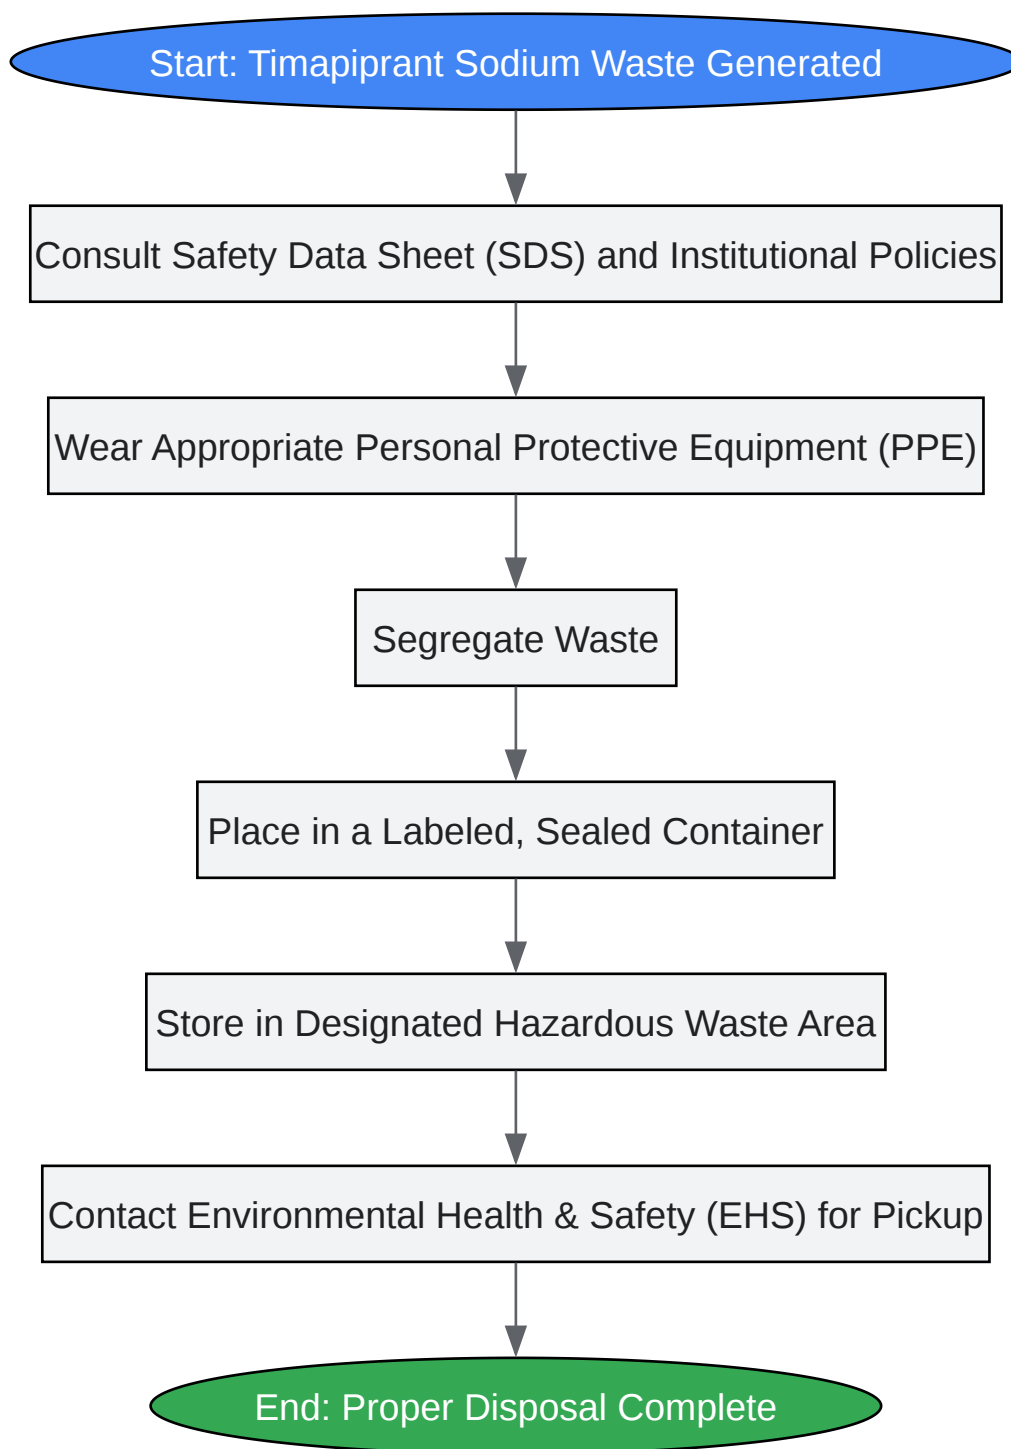 Start: Timapiprant Sodium Waste Generated
Consult Safety Data Sheet (SDS) and Institutional Policies
Wear Appropriate Personal Protective Equipment (PPE)
Segregate Waste
Place in a Labeled, Sealed Container
Store in Designated Hazardous Waste Area
Contact Environmental Health & Safety (EHS) for Pickup
End: Proper Disposal Complete